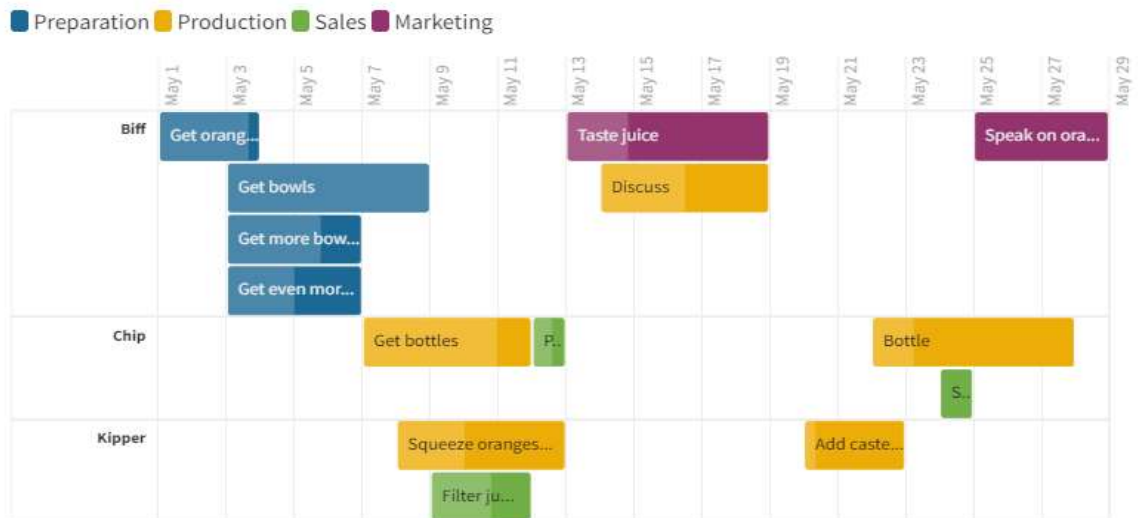 Preparation Production Sales Marketing
May 1 May 3 May 5 May 7 May 9 May 11 May 13 May 15 May 17 May 19 May 21 May 23 May 25 May 27 May 29
Biff Get orang... Taste juice Speak on ora...
Get bowls Discuss
Get more bow...
Get even mor...
Chip Get bottles P.. Bottle
S..
Kipper Squeeze oranges... Add caste...
Filter ju...